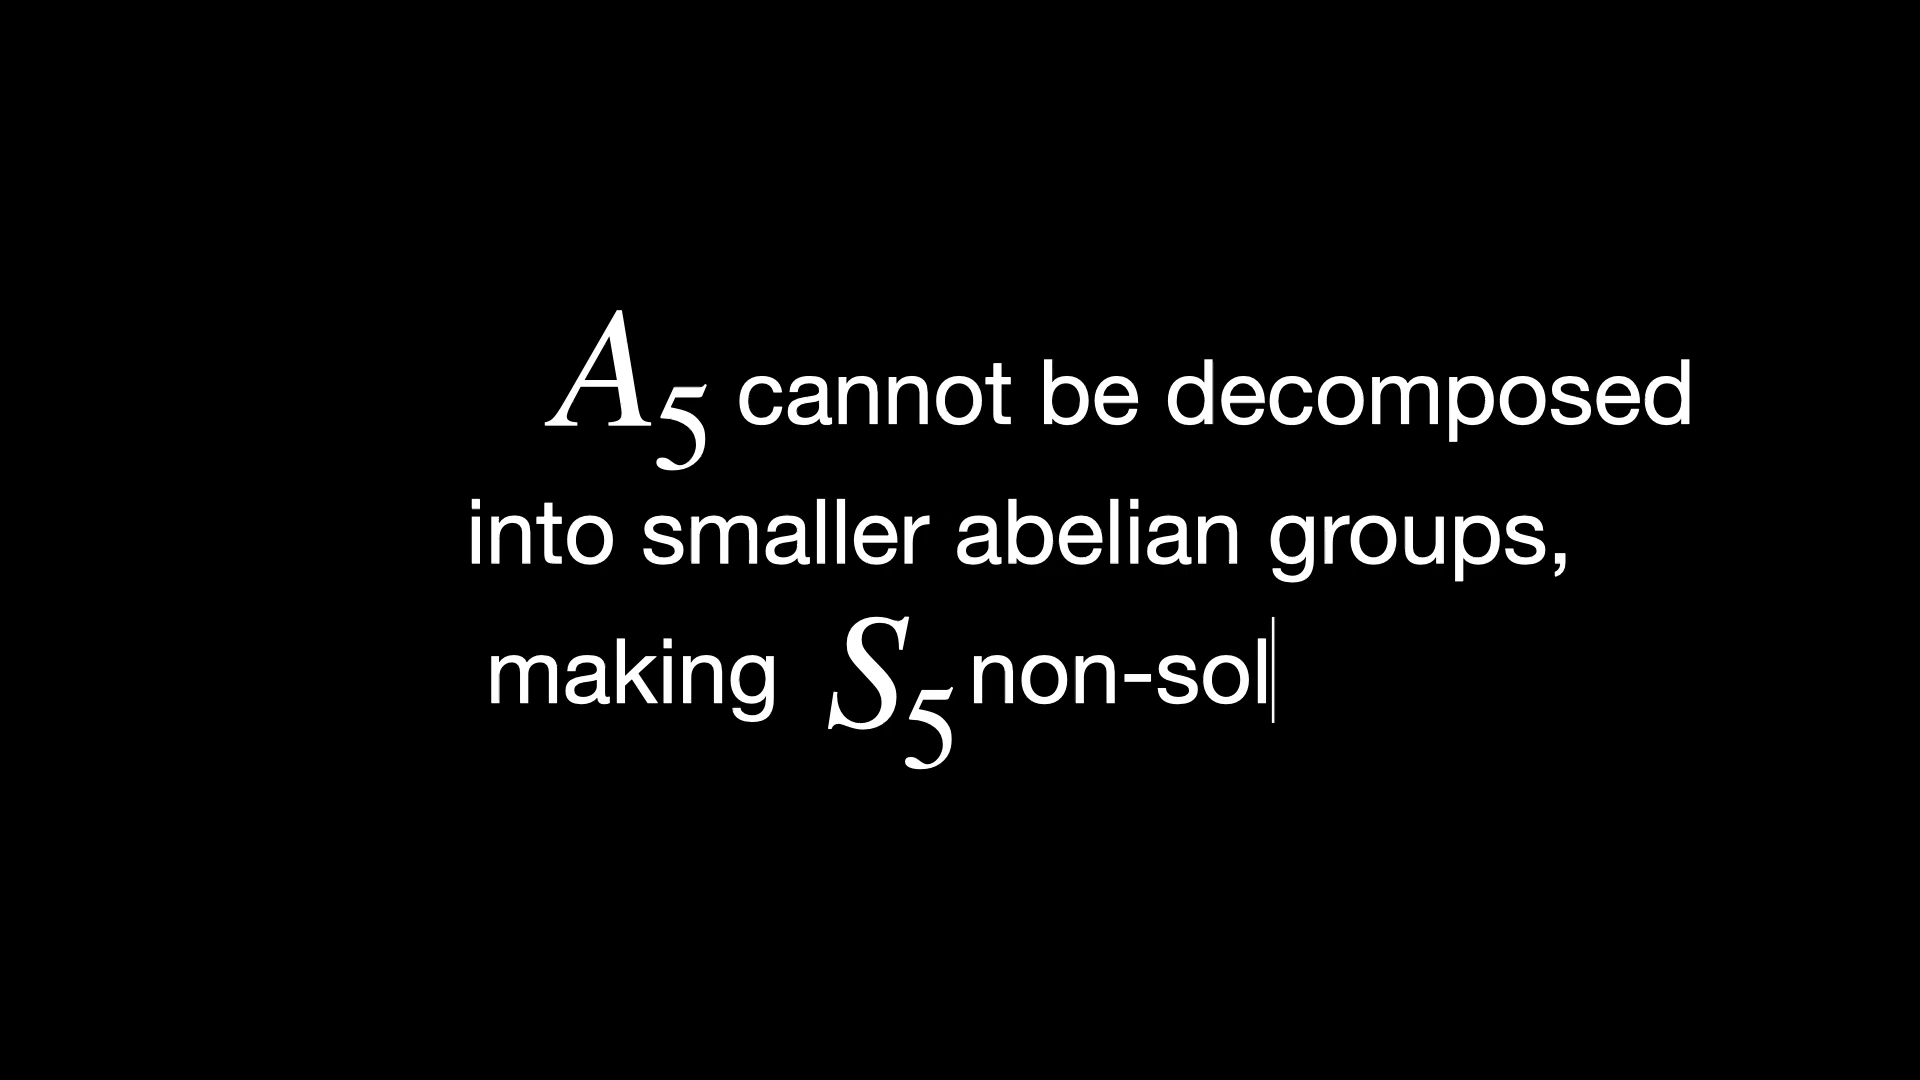 A₅ cannot be decomposed
into smaller abelian groups,
making S₅ non-sol